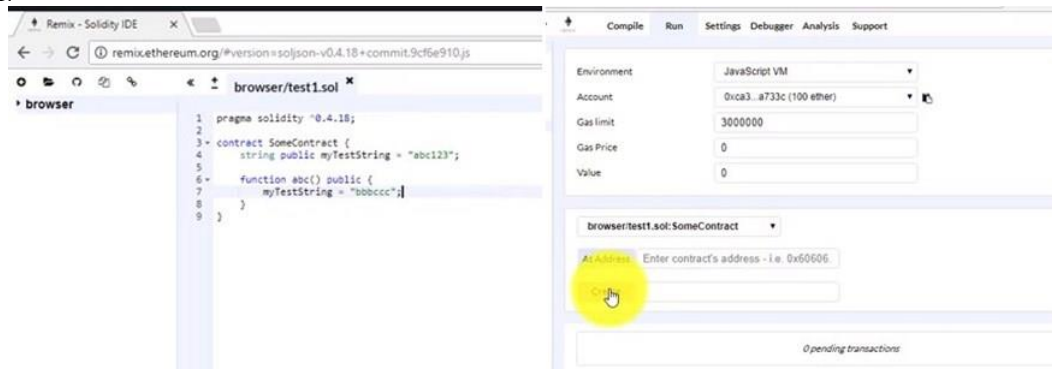 Remix - Solidity IDE
remix.ethereum.org/#version=soljson-v0.4.18+commit.9cf6e910.js
browser/test1.sol
browser
1 pragma solidity ^0.4.18;
2
3 contract SomeContract {
4 string public myTestString = "abc123";
5
6 function abc() public {
7 myTestString = "bbbccc";
8 }
9 }
Compile Run Settings Debugger Analysis Support
Environment JavaScript VM
Account 0xca3...a733c (100 ether)
Gas limit 3000000
Gas Price 0
Value 0
browser/test1.sol:SomeContract
At Address Enter contract's address - i.e. 0x60606.
0 pending transactions